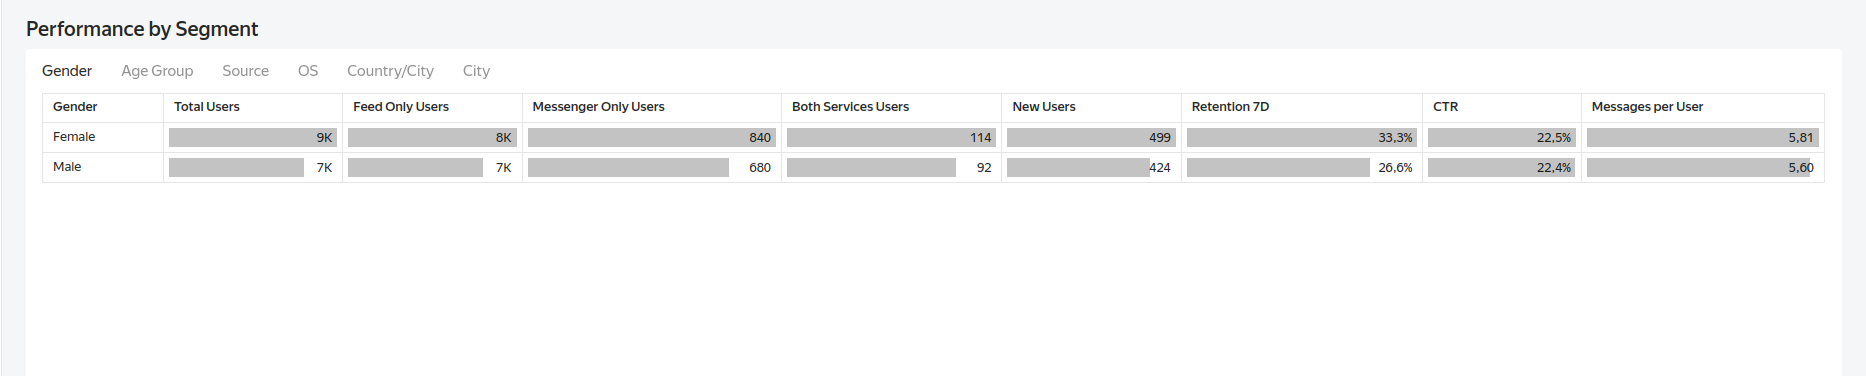 Performance by Segment
Gender Age Group Source OS Country/City City
Gender Total Users Feed Only Users Messenger Only Users Both Services Users New Users Retention 7D CTR Messages per User
Female 9K 8K 840 114 499 33,3% 22,5% 5,81
Male 7K 7K 680 92 424 26,6% 22,4% 5,60